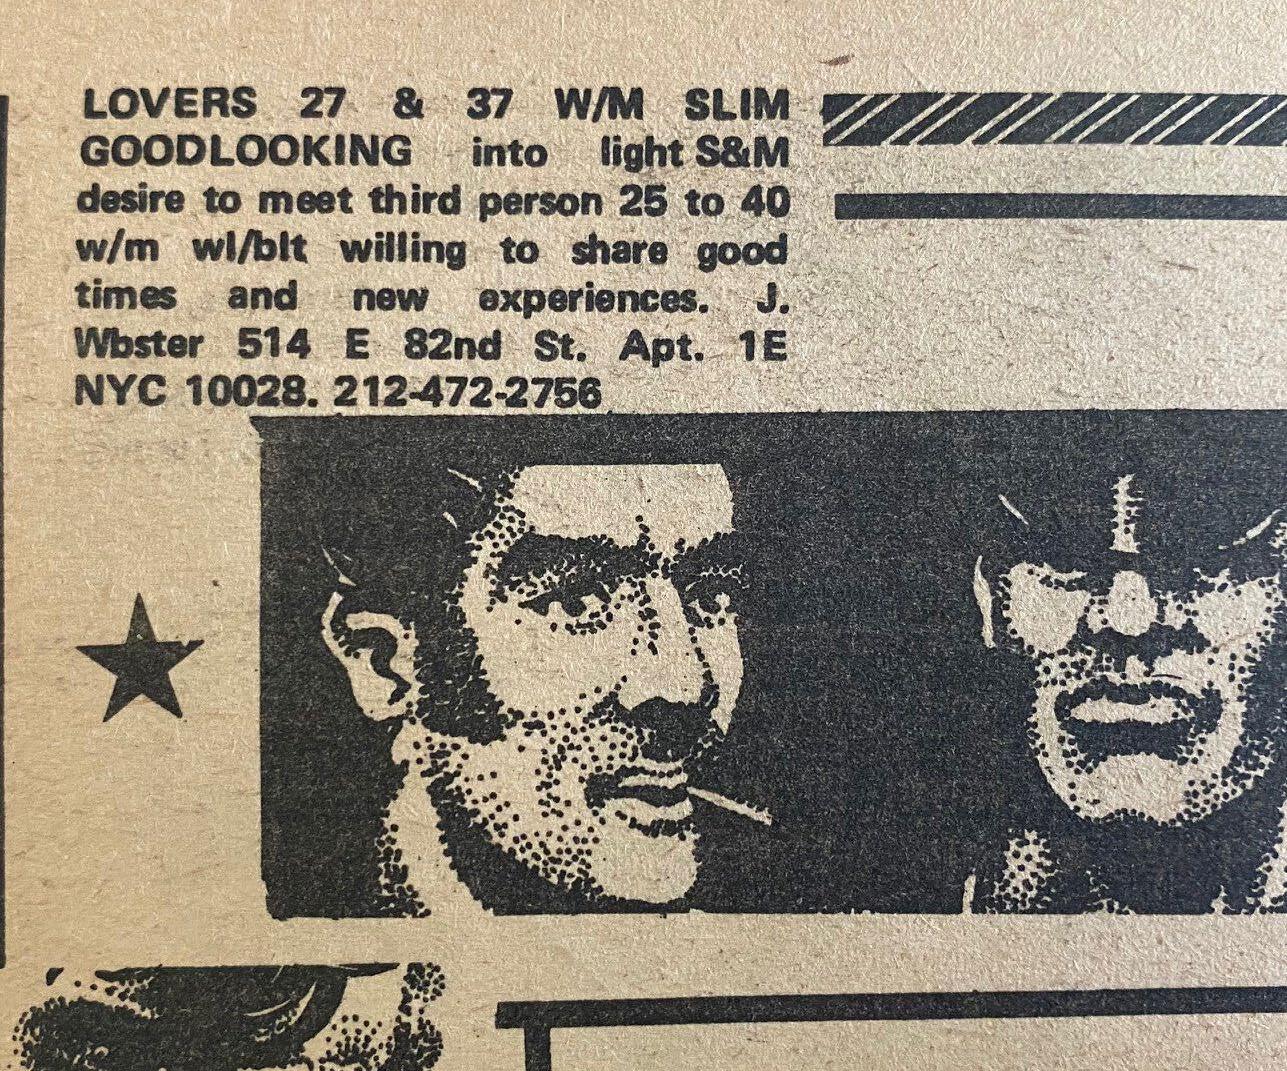 LOVERS 27 & 37 W/M SLIM
GOODLOOKING into light S&M
desire to meet third person 25 to 40
w/m wl/blt willing to share good
times and new experiences. J.
Wbster 514 E 82nd St. Apt. 1E
NYC 10028. 212-472-2756